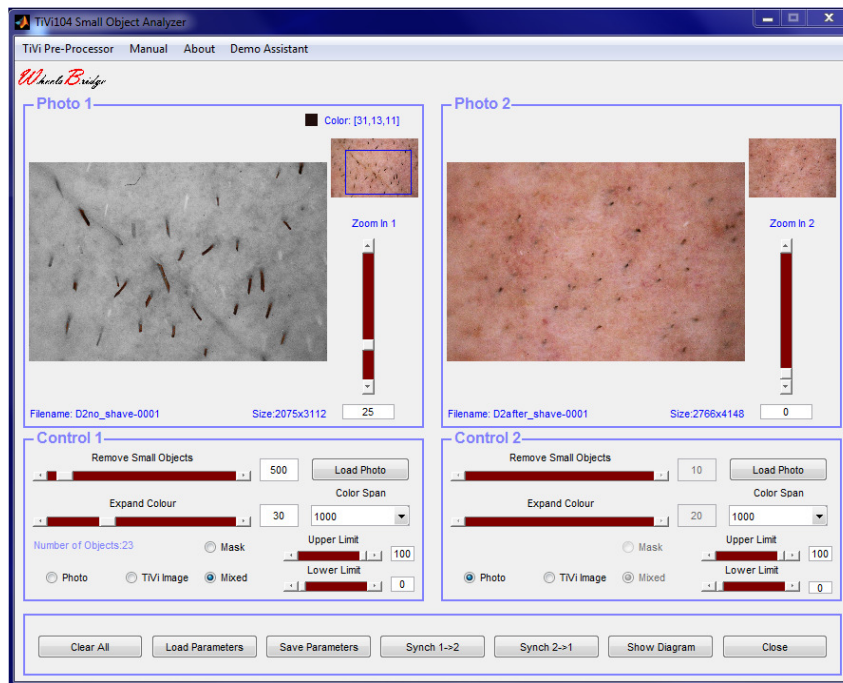 TiVi104 Small Object Analyzer
TiVi Pre-Processor Manual About Demo Assistant
Wheels Bridge
Photo 1
Color: [31,13,11]
Zoom In 1
Filename: D2no_shave-0001 Size:2075x3112 25
Photo 2
Zoom In 2
Filename: D2after_shave-0001 Size:2766x4148 0
Control 1
Remove Small Objects
500 Load Photo
Expand Colour Color Span
30 1000
Number of Objects:23 Mask Upper Limit
100
Photo TiVi Image Mixed Lower Limit
0
Control 2
Remove Small Objects
10 Load Photo
Expand Colour Color Span
20 1000
Mask Upper Limit
100
Photo TiVi Image Mixed Lower Limit
0
Clear All Load Parameters Save Parameters Synch 1->2 Synch 2->1 Show Diagram Close